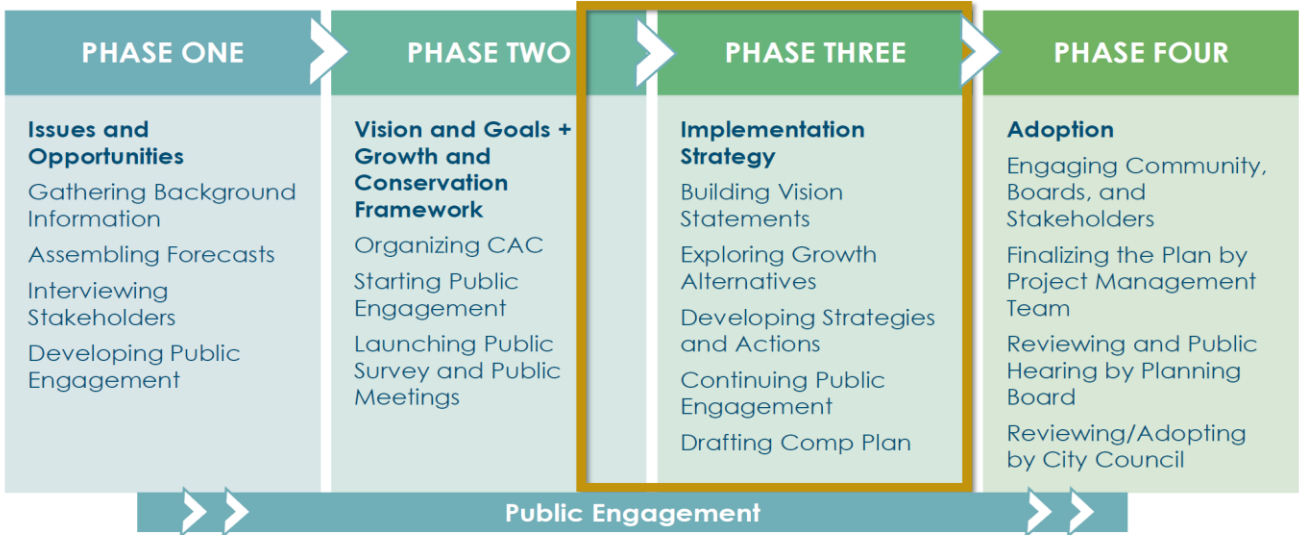 PHASE ONE
Issues and
Opportunities
Gathering Background
Information
Assembling Forecasts
Interviewing
Stakeholders
Developing Public
Engagement
PHASE TWO
Vision and Goals +
Growth and
Conservation
Framework
Organizing CAC
Starting Public
Engagement
Launching Public
Survey and Public
Meetings
PHASE THREE
Implementation
Strategy
Building Vision
Statements
Exploring Growth
Alternatives
Developing Strategies
and Actions
Continuing Public
Engagement
Drafting Comp Plan
PHASE FOUR
Adoption
Engaging Community,
Boards, and
Stakeholders
Finalizing the Plan by
Project Management
Team
Reviewing and Public
Hearing by Planning
Board
Reviewing/Adopting
by City Council
Public Engagement